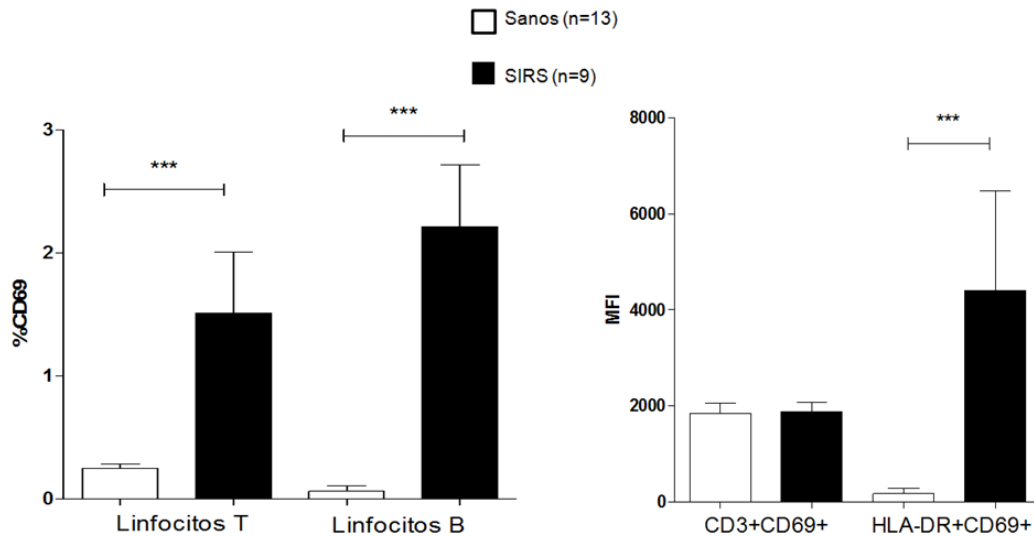 Sanos (n=13)
SIRS (n=9)
***
***
3
2
1
0
%CD69
Linfocitos T
Linfocitos B
***
8000
6000
4000
2000
0
MFI
CD3+CD69+
HLA-DR+CD69+